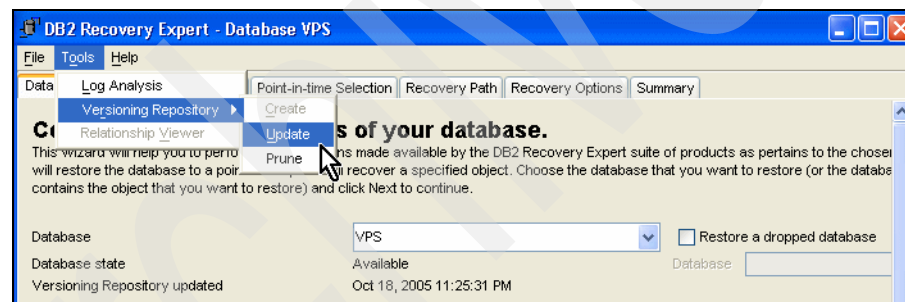 DB2 Recovery Expert - Database VPS
File Tools Help
Data Point-in-time Selection Recovery Path Recovery Options Summary
Log Analysis
Versioning Repository
Relationship Viewer
Create
Update
Prune
s of your database.
This wizard will help you to perfo ns made available by the DB2 Recovery Expert suite of products as pertains to the chosen
will restore the database to a poin recover a specified object. Choose the database that you want to restore (or the databa
contains the object that you want to restore) and click Next to continue.
Database VPS Restore a dropped database
Database state Available Database
Versioning Repository updated Oct 18, 2005 11:25:31 PM